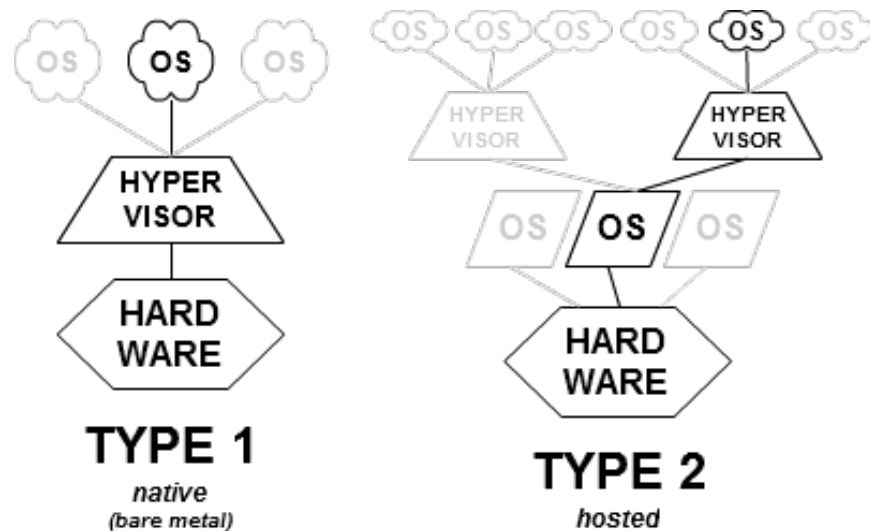 OS OS OS
HYPER
VISOR
HARD
WARE
TYPE 1
native
(bare metal)
OS OS OS OS OS OS
HYPER
VISOR
HYPER
VISOR
OS OS OS
HARD
WARE
TYPE 2
hosted